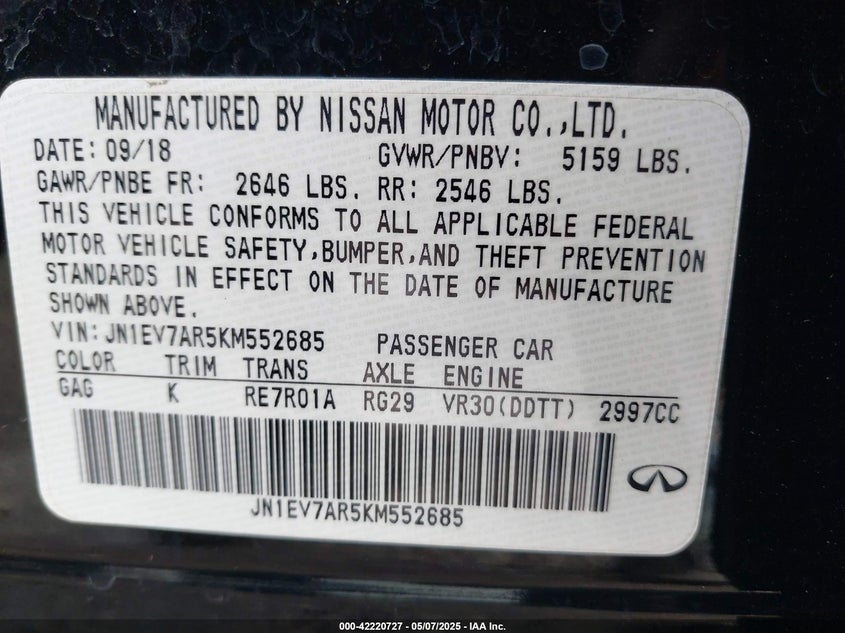 MANUFACTURED BY NISSAN MOTOR CO.,LTD.
DATE: 09/18 GVWR/PNBV: 5159 LBS.
GAWR/PNBE FR: 2646 LBS. RR: 2546 LBS.
THIS VEHICLE CONFORMS TO ALL APPLICABLE FEDERAL
MOTOR VEHICLE SAFETY,BUMPER,AND THEFT PREVENTION
STANDARDS IN EFFECT ON THE DATE OF MANUFACTURE
SHOWN ABOVE.
VIN:JN1EV7AR5KM552685 PASSENGER CAR
COLOR TRIM TRANS AXLE ENGINE
GAG K RE7R01A RG29 VR30(DDTT) 2997CC
JN1EV7AR5KM552685
000-42220727 - 05/07/2025 - IAA Inc.